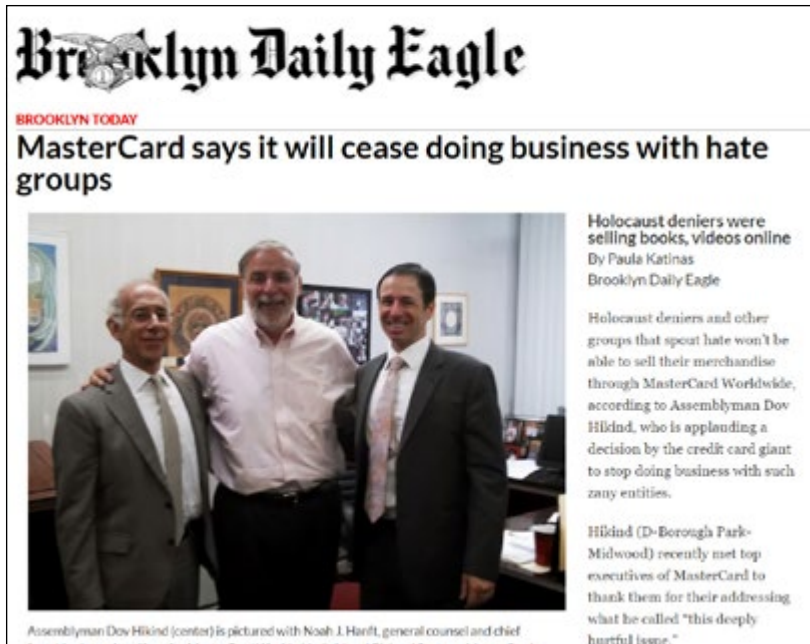 Brooklyn Daily Eagle
BROOKLYN TODAY
MasterCard says it will cease doing business with hate
groups
Holocaust deniers were
selling books, videos online
By Paula Katinas
Brooklyn Daily Eagle
Holocaust deniers and other
groups that spout hate won't be
able to sell their merchandise
through MasterCard Worldwide,
according to Assemblyman Dov
Hikind, who is applauding a
decision by the credit card giant
to stop doing business with such
zany entities.
Hikind (D-Borough Park-
Midwood) recently met top
executives of MasterCard to
thank them for their addressing
what he called "this deeply
hurtful issue."
Assemblyman Dov Hikind (center) is pictured with Noah J. Hanft, general counsel and chief